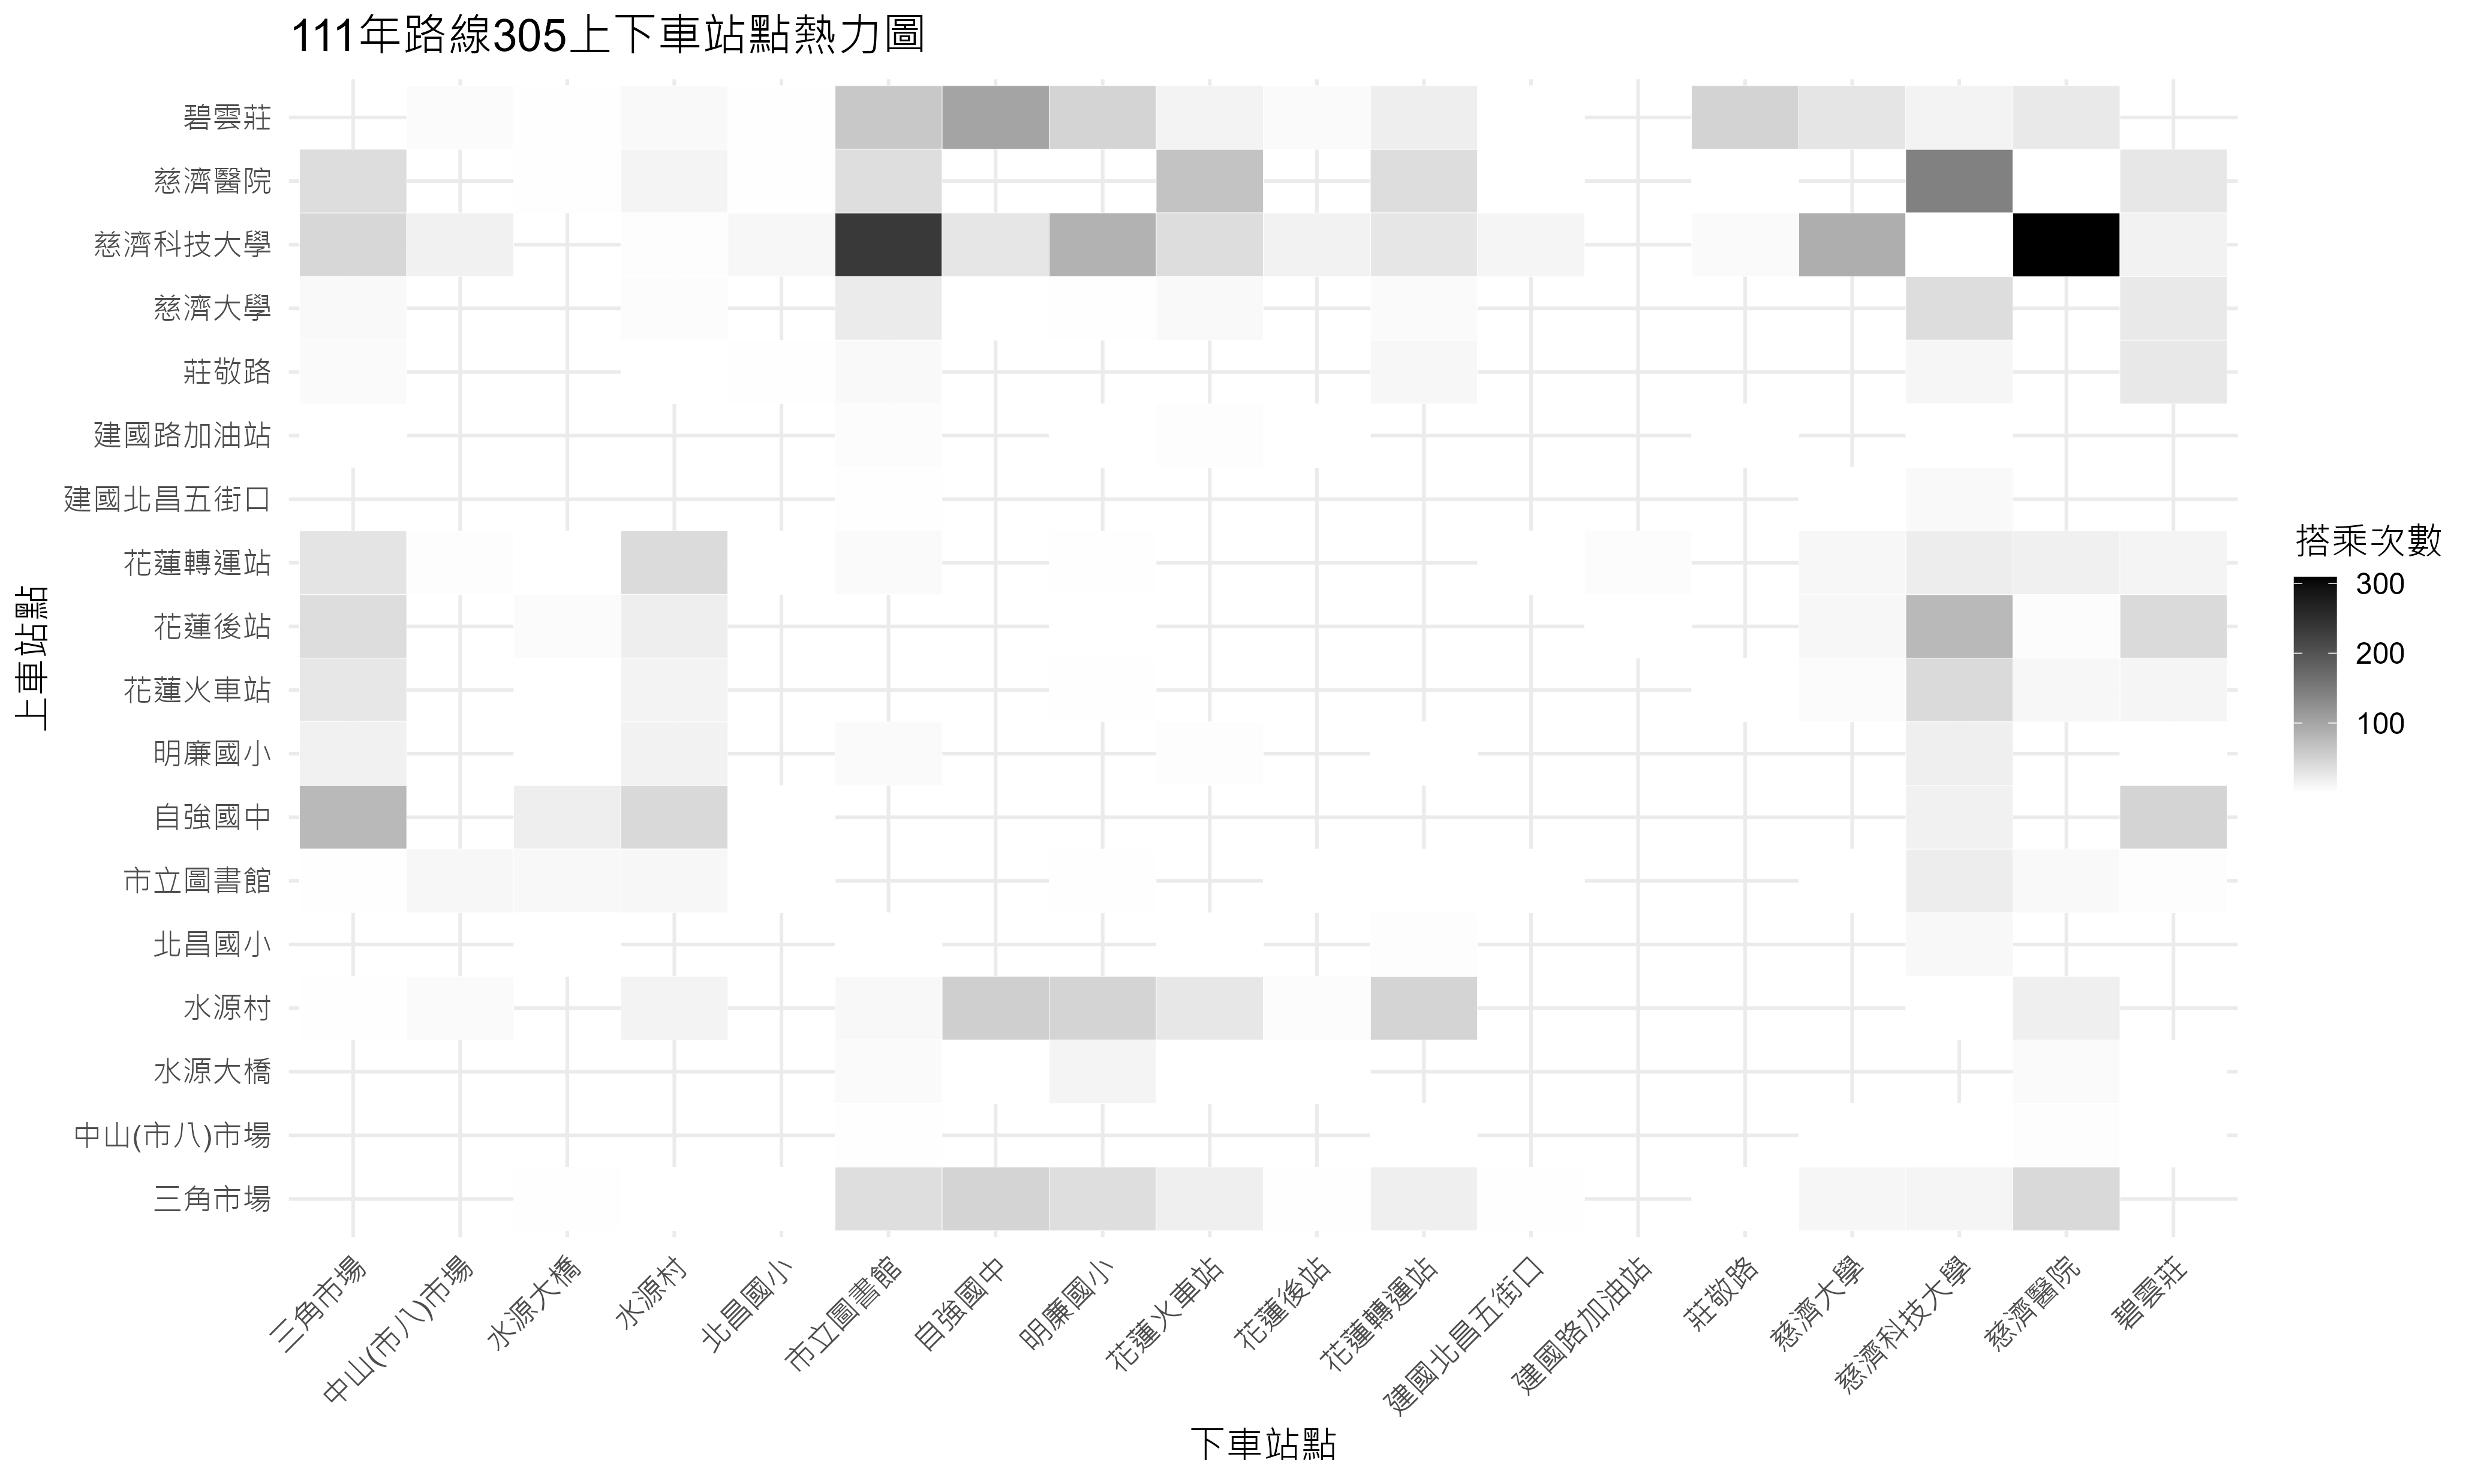 111年路線305上下車站點熱力圖
上車站點
碧雲莊
慈濟醫院
慈濟科技大學
慈濟大學
莊敬路
建國路加油站
建國北昌五街口
花蓮轉運站
花蓮後站
花蓮火車站
明廉國小
自強國中
市立圖書館
北昌國小
水源村
水源大橋
中山(市八)市場
三角市場
三角市場
中山(市八)市場
水源大橋
水源村
北昌國小
市立圖書館
自強國中
明廉國小
花蓮火車站
花蓮後站
花蓮轉運站
建國北昌五街口
建國路加油站
莊敬路
慈濟大學
慈濟科技大學
慈濟醫院
碧雲莊
下車站點
搭乘次數
300
200
100